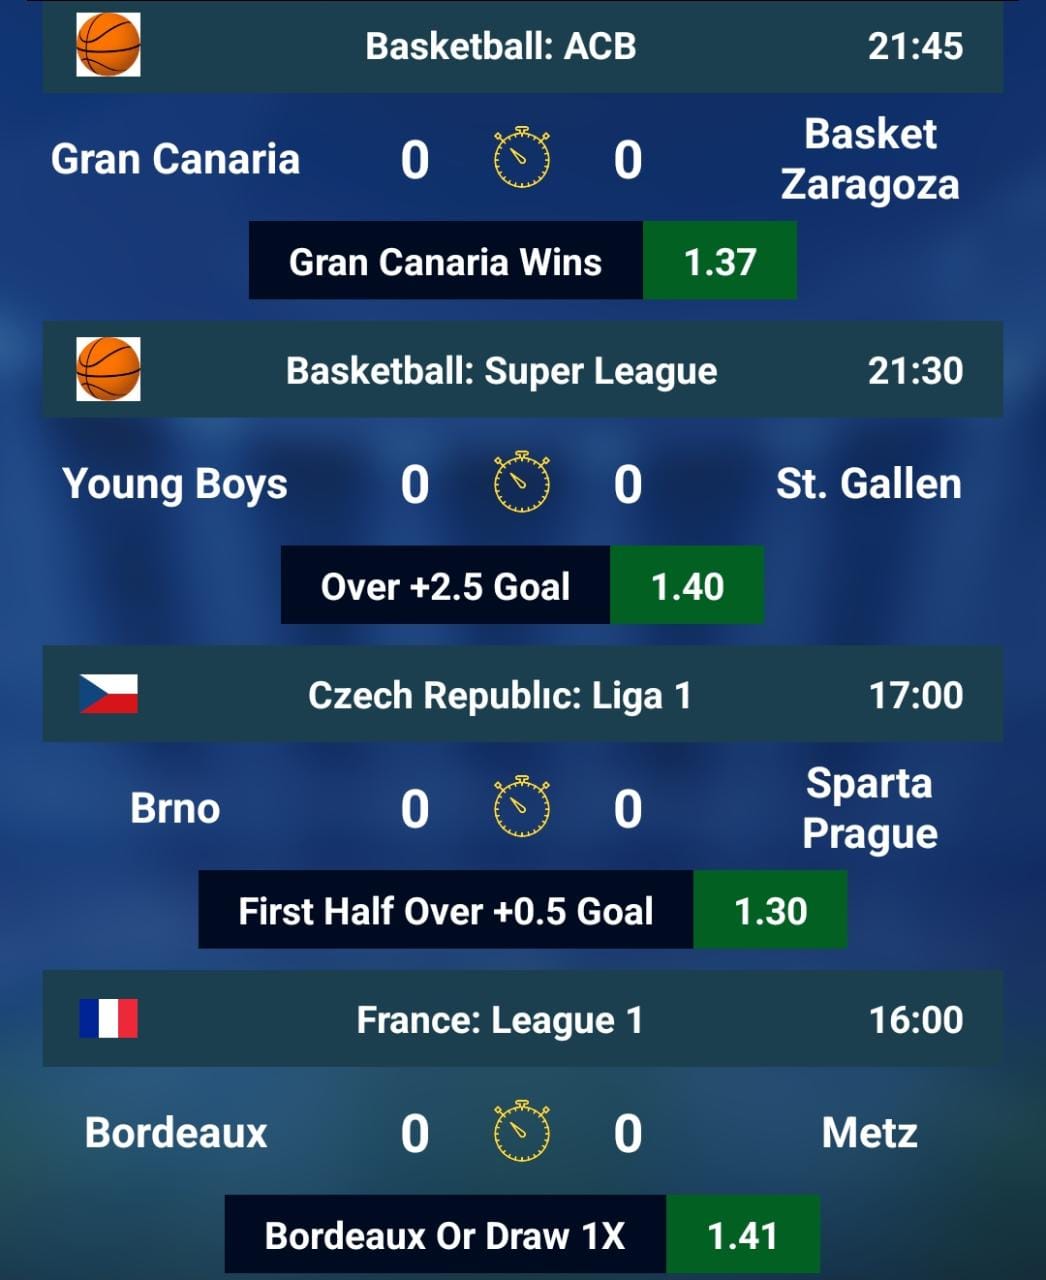 Basketball: ACB 21:45
Gran Canaria 0 0 Basket Zaragoza
Gran Canaria Wins 1.37
Basketball: Super League 21:30
Young Boys 0 0 St. Gallen
Over +2.5 Goal 1.40
Czech Republıc: Liga 1 17:00
Brno 0 0 Sparta Prague
First Half Over +0.5 Goal 1.30
France: League 1 16:00
Bordeaux 0 0 Metz
Bordeaux Or Draw 1X 1.41